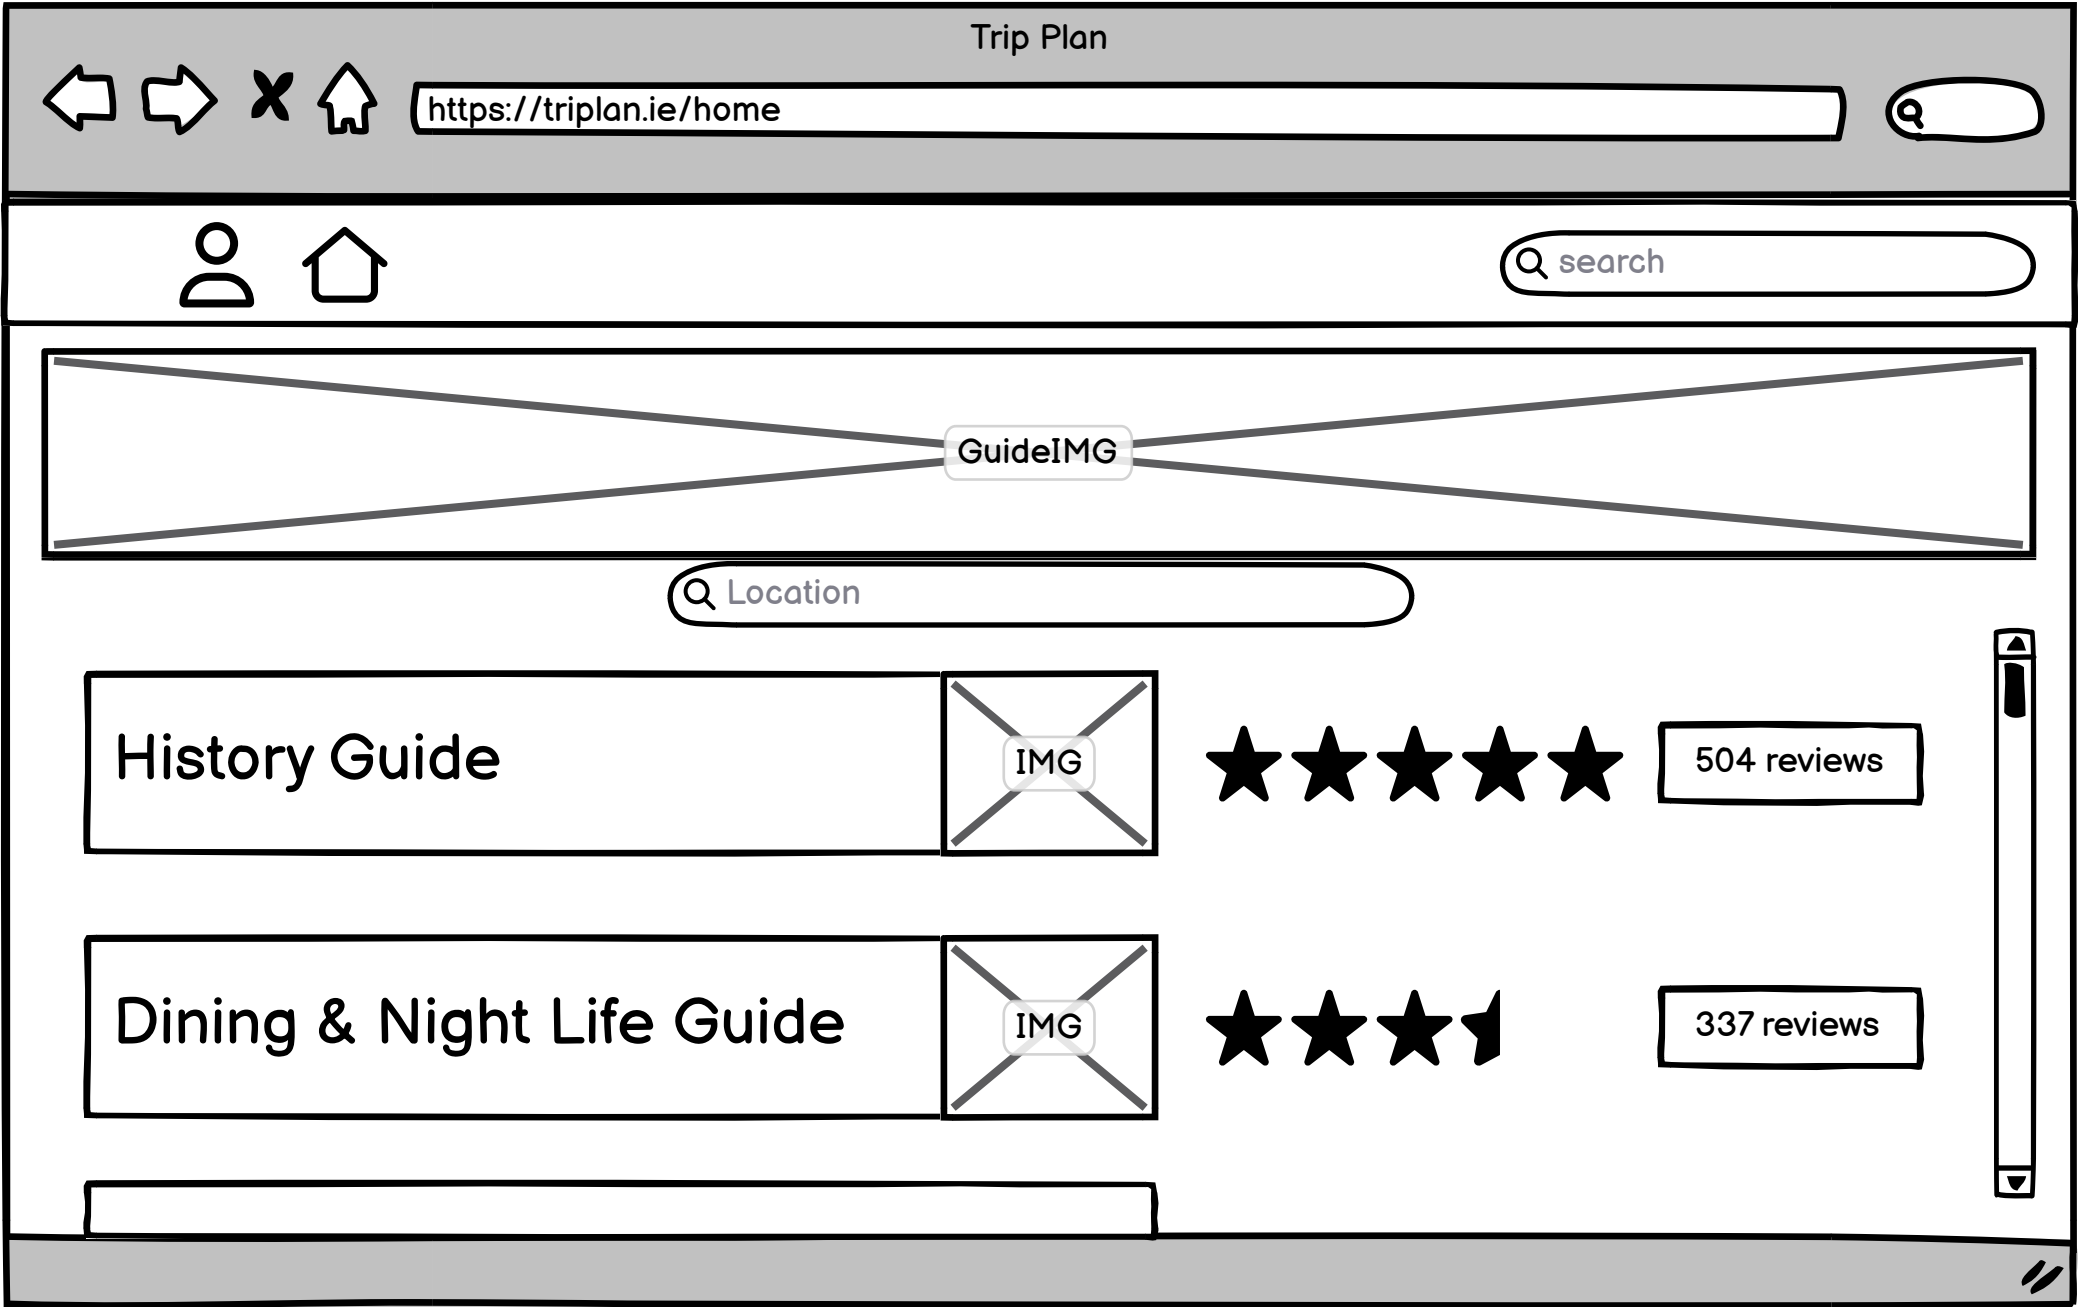 Trip Plan
https://triplan.ie/home
search
GuideIMG
Location
History Guide
IMG
504 reviews
Dining & Night Life Guide
IMG
337 reviews